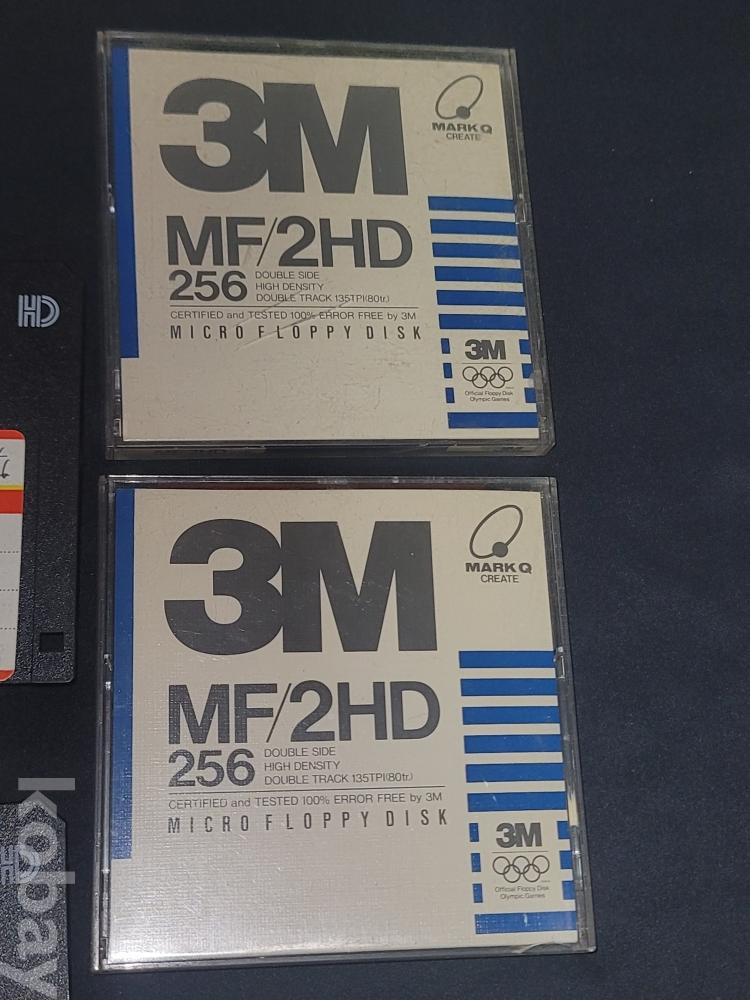 3M
MARK Q
CREATE
MF/2HD
256
DOUBLE SIDE
HIGH DENSITY
DOUBLE TRACK 135TPI(80tr.)
CERTIFIED and TESTED 100% ERROR FREE by 3M
MICRO FLOPPY DISK
3M
Official Floppy Disk
Olympic Games
3M
HD
3M
MARK Q
CREATE
MF/2HD
256
DOUBLE SIDE
HIGH DENSITY
DOUBLE TRACK 135TPI(80tr.)
CERTIFIED and TESTED 100% ERROR FREE by 3M
MICRO FLOPPY DISK
3M
Official Floppy Disk
Olympic Games
kobay